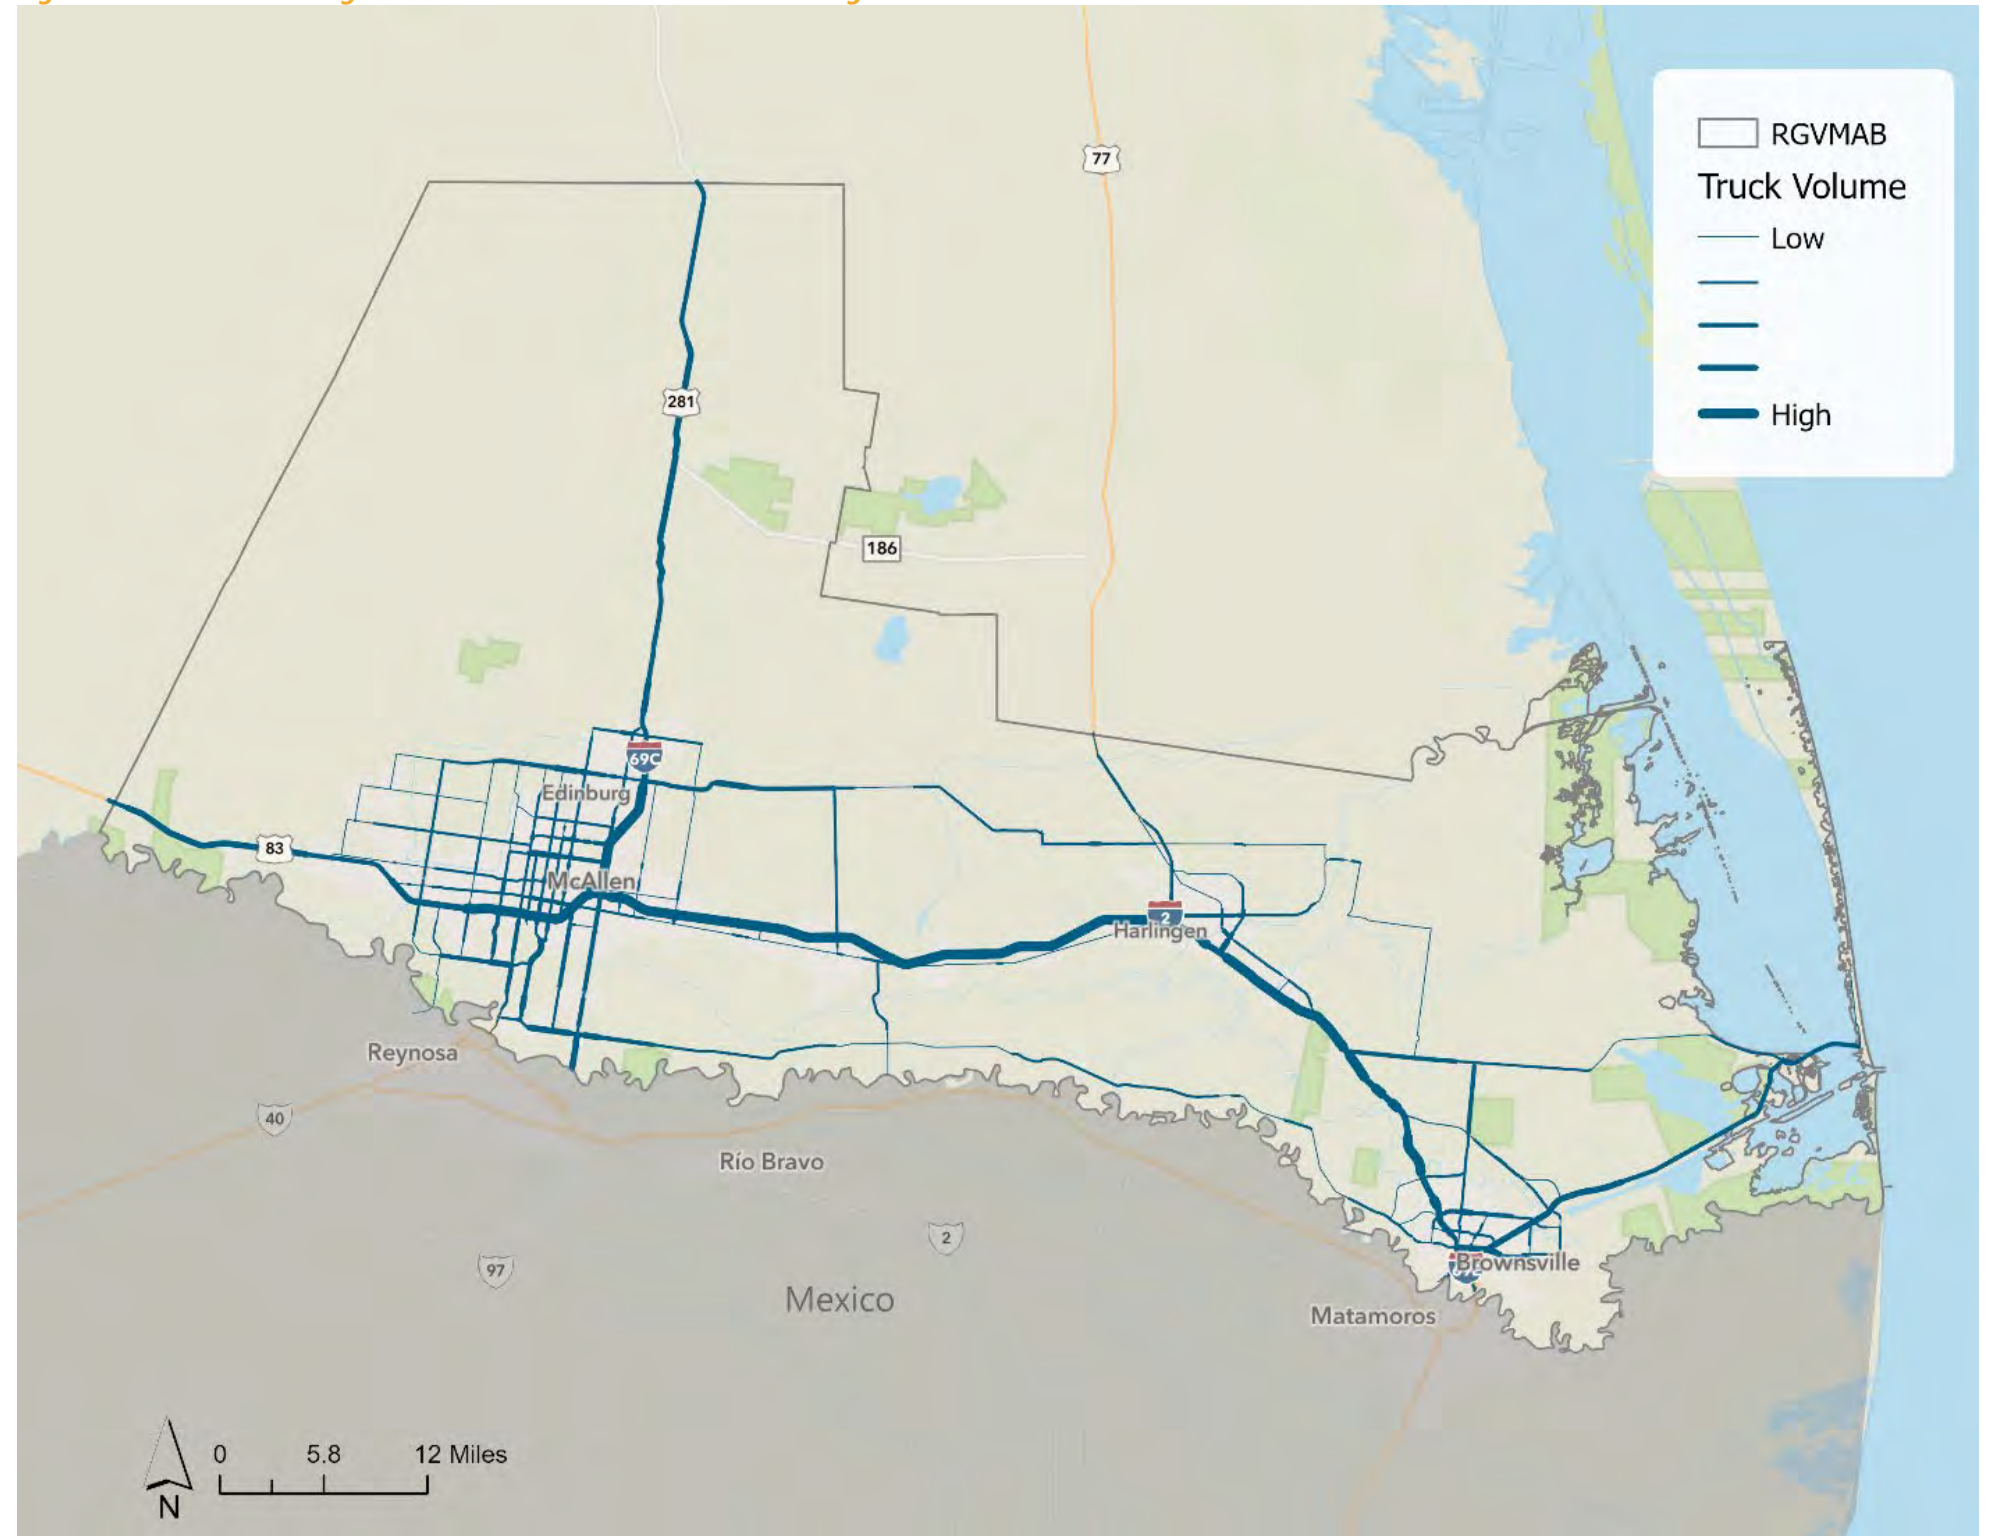 77
RGVMAB
Truck Volume
Low
High
281
186
69C
Edinburg
83
McAllen
2
Harlingen
Reynosa
40
Río Bravo
2
97
Mexico
Brownsville
Matamoros
0 5.8 12 Miles
N